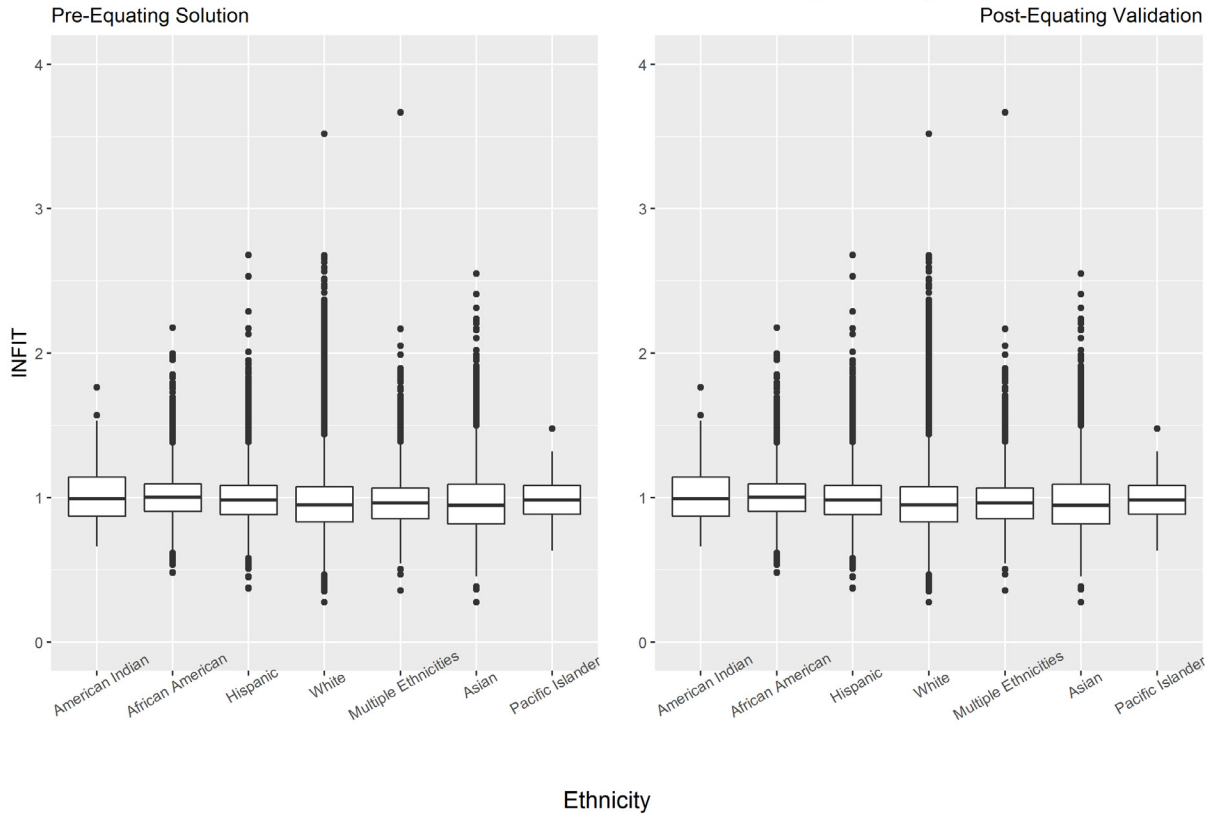 Pre-Equating Solution
Post-Equating Validation
INFIT
4
3
2
1
0
4
3
2
1
0
American Indian
African American
Hispanic
White
Multiple Ethnicities
Asian
Pacific Islander
American Indian
African American
Hispanic
White
Multiple Ethnicities
Asian
Pacific Islander
Ethnicity